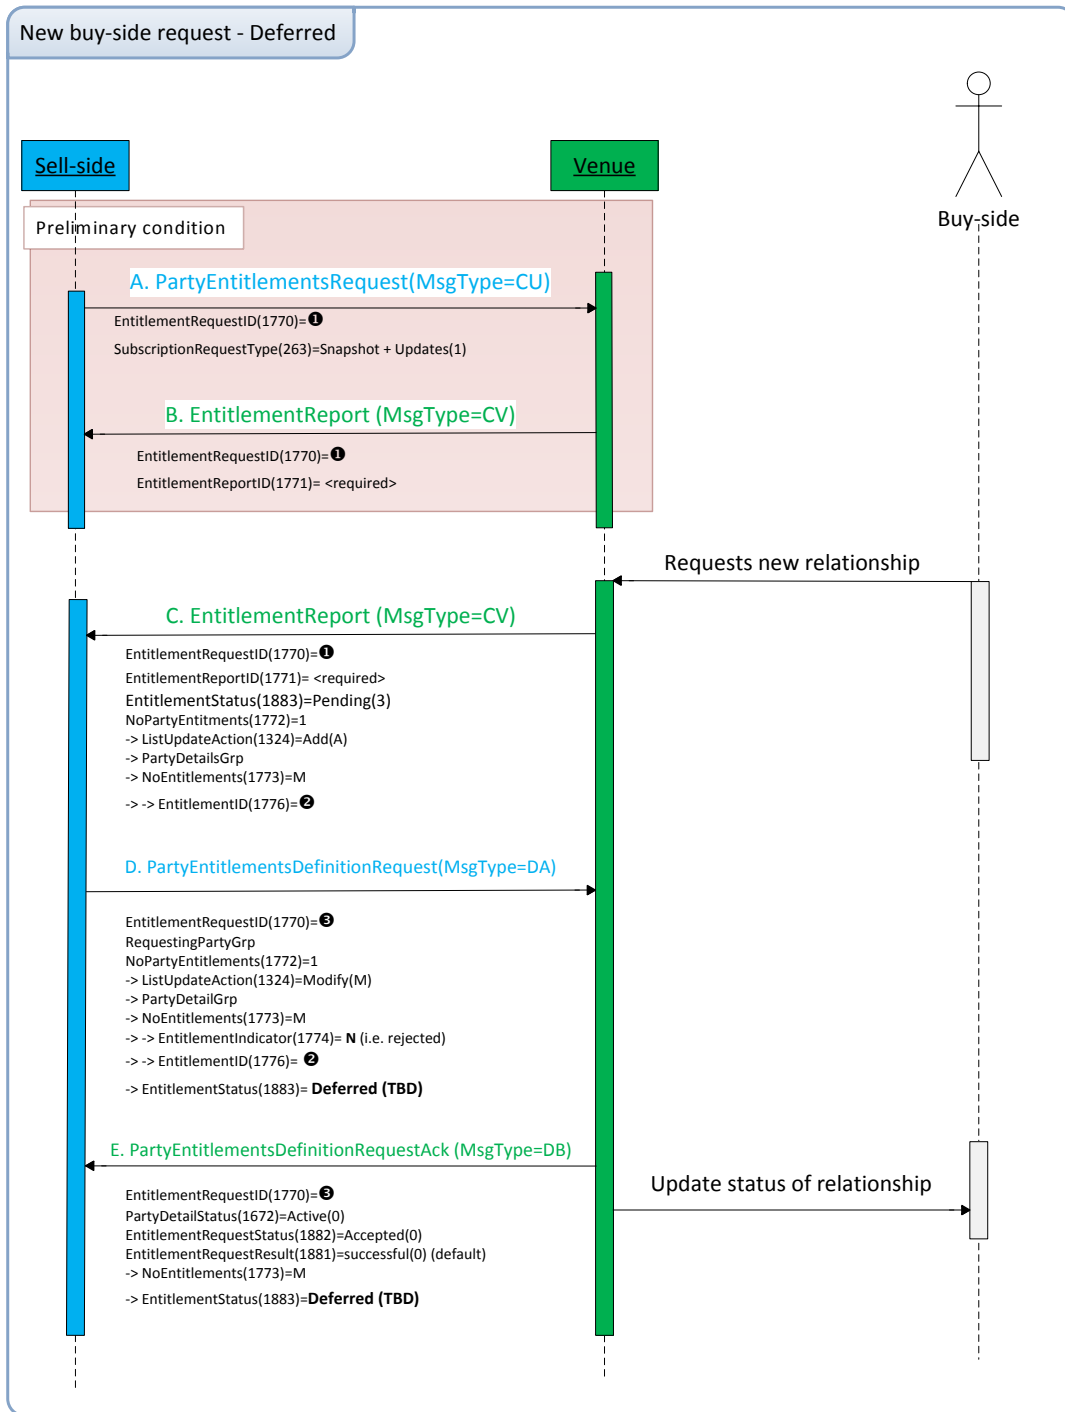 New buy-side request - Deferred
Sell-side
Venue
Buy-side
Preliminary condition
A. PartyEntitlementsRequest(MsgType=CU)
EntitlementRequestID(1770)=❶
SubscriptionRequestType(263)=Snapshot + Updates(1)
B. EntitlementReport (MsgType=CV)
EntitlementRequestID(1770)=❶
EntitlementReportID(1771)= <required>
Requests new relationship
C. EntitlementReport (MsgType=CV)
EntitlementRequestID(1770)=❶
EntitlementReportID(1771)= <required>
EntitlementStatus(1883)=Pending(3)
NoPartyEntitments(1772)=1
-> ListUpdateAction(1324)=Add(A)
-> PartyDetailsGrp
-> NoEntitlements(1773)=M
-> -> EntitlementID(1776)=❷
D. PartyEntitlementsDefinitionRequest(MsgType=DA)
EntitlementRequestID(1770)=❸
RequestingPartyGrp
NoPartyEntitlements(1772)=1
-> ListUpdateAction(1324)=Modify(M)
-> PartyDetailGrp
-> NoEntitlements(1773)=M
-> -> EntitlementIndicator(1774)= N (i.e. rejected)
-> -> EntitlementID(1776)= ❷
-> EntitlementStatus(1883)= Deferred (TBD)
E. PartyEntitlementsDefinitionRequestAck (MsgType=DB)
Update status of relationship
EntitlementRequestID(1770)=❸
PartyDetailStatus(1672)=Active(0)
EntitlementRequestStatus(1882)=Accepted(0)
EntitlementRequestResult(1881)=successful(0) (default)
-> NoEntitlements(1773)=M
-> EntitlementStatus(1883)=Deferred (TBD)